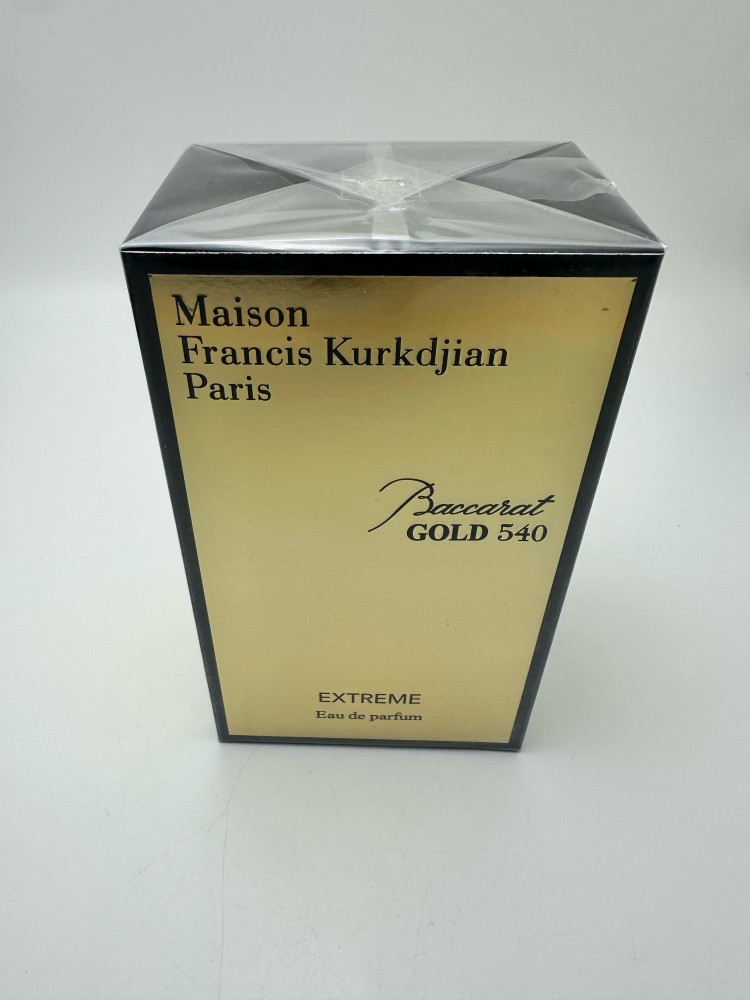 Maison
Francis Kurkdjian
Paris
Baccarat
GOLD 540
EXTREME
Eau de parfum